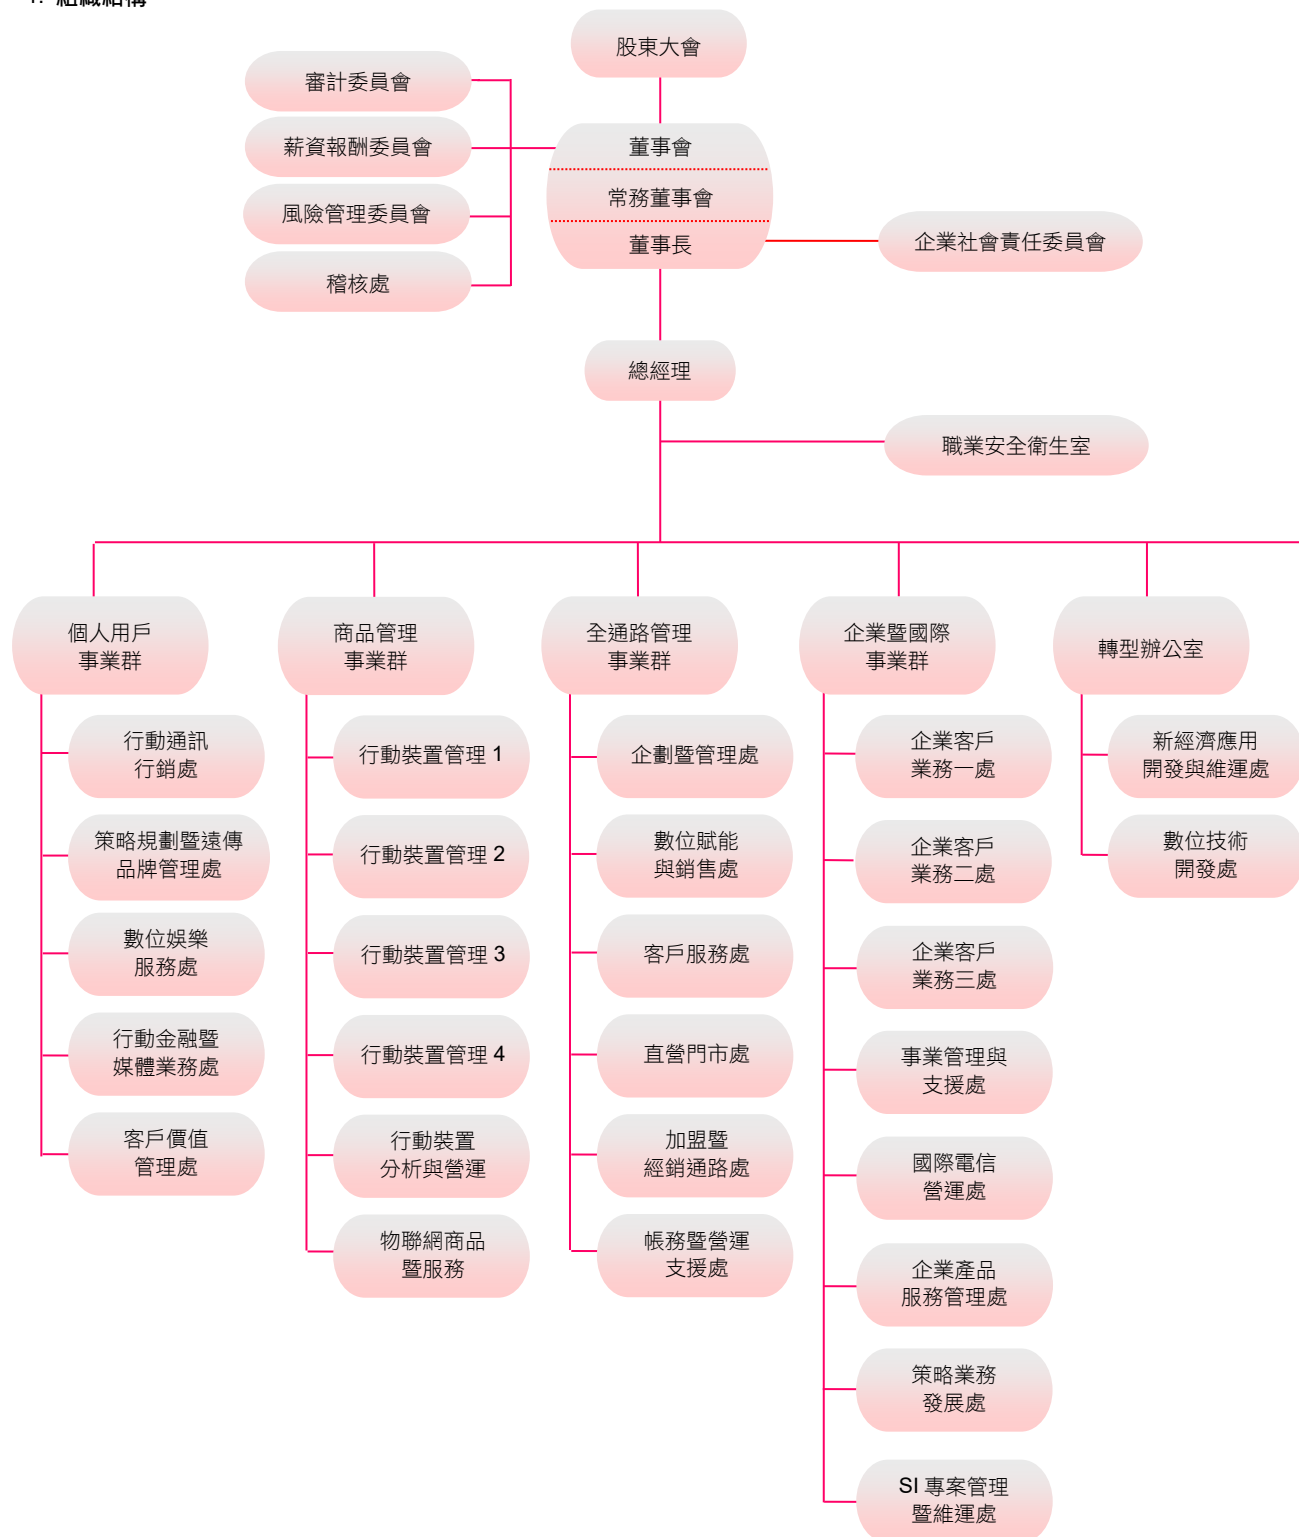 1. 組織結構
股東大會
審計委員會
薪資報酬委員會
風險管理委員會
稽核處
董事會
常務董事會
董事長
企業社會責任委員會
總經理
職業安全衛生室
個人用戶
事業群
行動通訊
行銷處
策略規劃暨遠傳
品牌管理處
數位娛樂
服務處
行動金融暨
媒體業務處
客戶價值
管理處
商品管理
事業群
行動裝置管理 1
行動裝置管理 2
行動裝置管理 3
行動裝置管理 4
行動裝置
分析與營運
物聯網商品
暨服務
全通路管理
事業群
企劃暨管理處
數位賦能
與銷售處
客戶服務處
直營門市處
加盟暨
經銷通路處
帳務暨營運
支援處
企業暨國際
事業群
企業客戶
業務一處
企業客戶
業務二處
企業客戶
業務三處
事業管理與
支援處
國際電信
營運處
企業產品
服務管理處
策略業務
發展處
SI 專案管理
暨維運處
轉型辦公室
新經濟應用
開發與維運處
數位技術
開發處